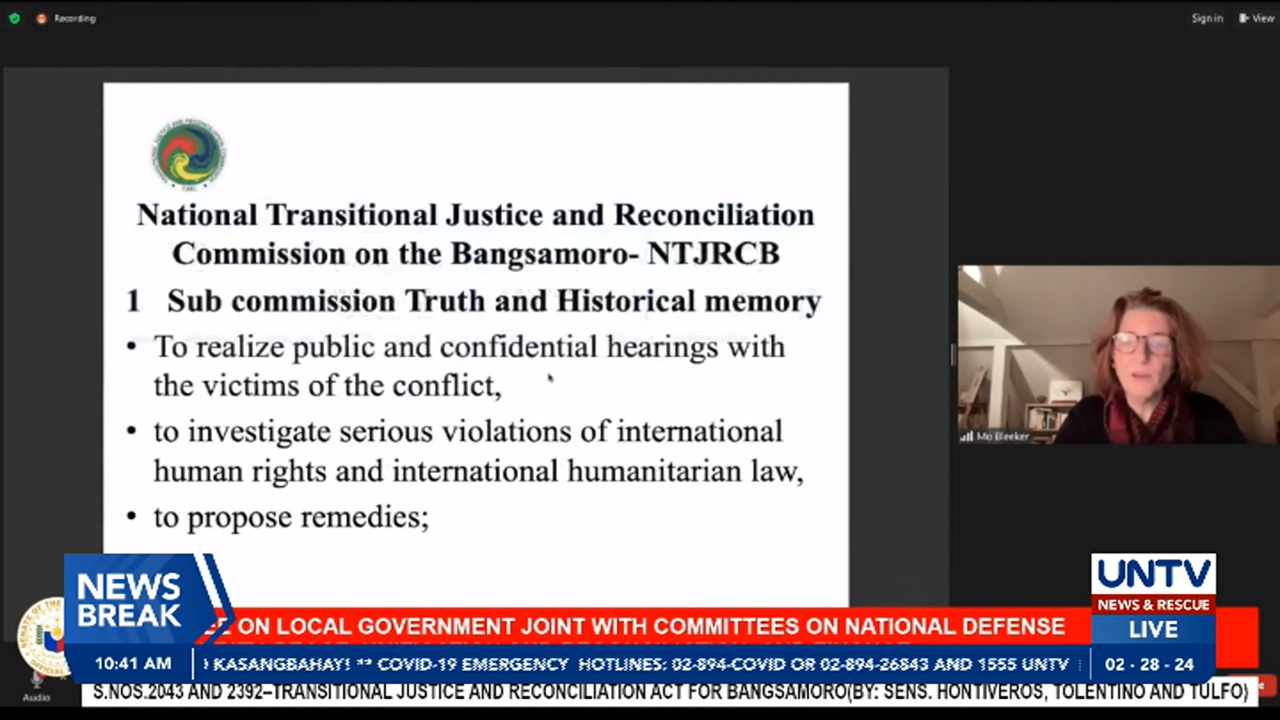 Recording
Sign in
View
National Transitional Justice and Reconciliation
Commission on the Bangsamoro- NTJRCB
1 Sub commission Truth and Historical memory
• To realize public and confidential hearings with
the victims of the conflict,
• to investigate serious violations of international
human rights and international humanitarian law,
• to propose remedies;
Mo Bleeker
NEWS
BREAK
UNTV
NEWS & RESCUE
LIVE
ON LOCAL GOVERNMENT JOINT WITH COMMITTEES ON NATIONAL DEFENSE
10:41 AM
KASANGBAHAY! ** COVID-19 EMERGENCY HOTLINES: 02-894-COVID OR 02-894-26843 AND 1555 UNTV
02 - 28 - 24
Audio
S.NOS.2043 AND 2392–TRANSITIONAL JUSTICE AND RECONCILIATION ACT FOR BANGSAMORO(BY: SENS. HONTIVEROS, TOLENTINO AND TULFO)